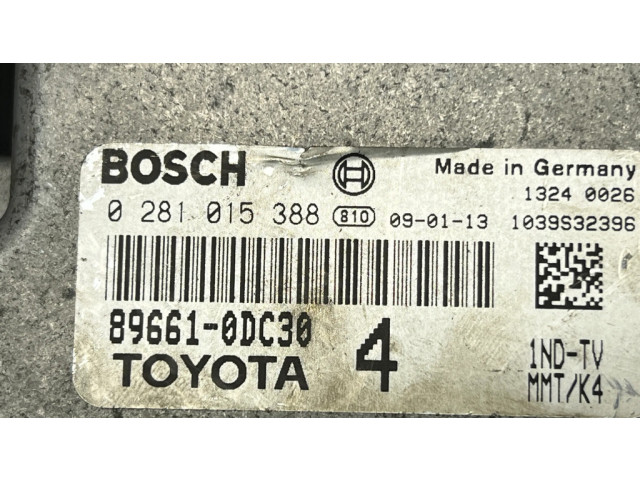 BOSCH Made in Germany
1324 0026
0 281 015 388 810 09-01-13 1039S32396
89661-0DC30
TOYOTA 4 1ND-TV
MMT/K4